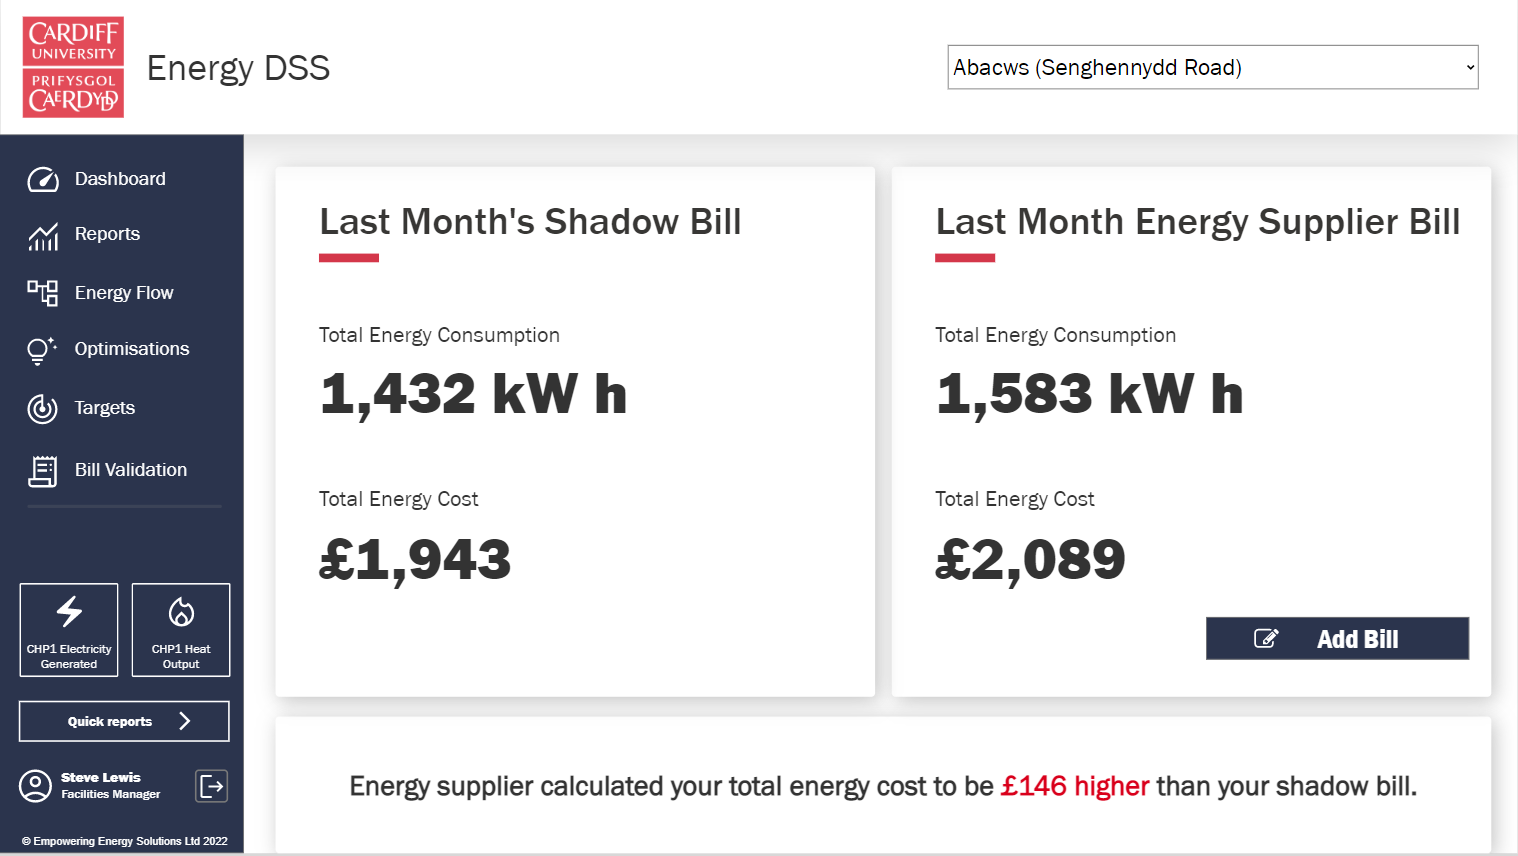 CARDIFF
UNIVERSITY
PRIFYSGOL
CAERDYDD
Energy DSS
Abacws (Senghennydd Road)
Dashboard
Reports
Energy Flow
Optimisations
Targets
Bill Validation
CHP1 Electricity
Generated
CHP1 Heat
Output
Quick reports
Steve Lewis
Facilities Manager
© Empowering Energy Solutions Ltd 2022
Last Month's Shadow Bill
Total Energy Consumption
1,432 kW h
Total Energy Cost
£1,943
Last Month Energy Supplier Bill
Total Energy Consumption
1,583 kW h
Total Energy Cost
£2,089
Add Bill
Energy supplier calculated your total energy cost to be £146 higher than your shadow bill.